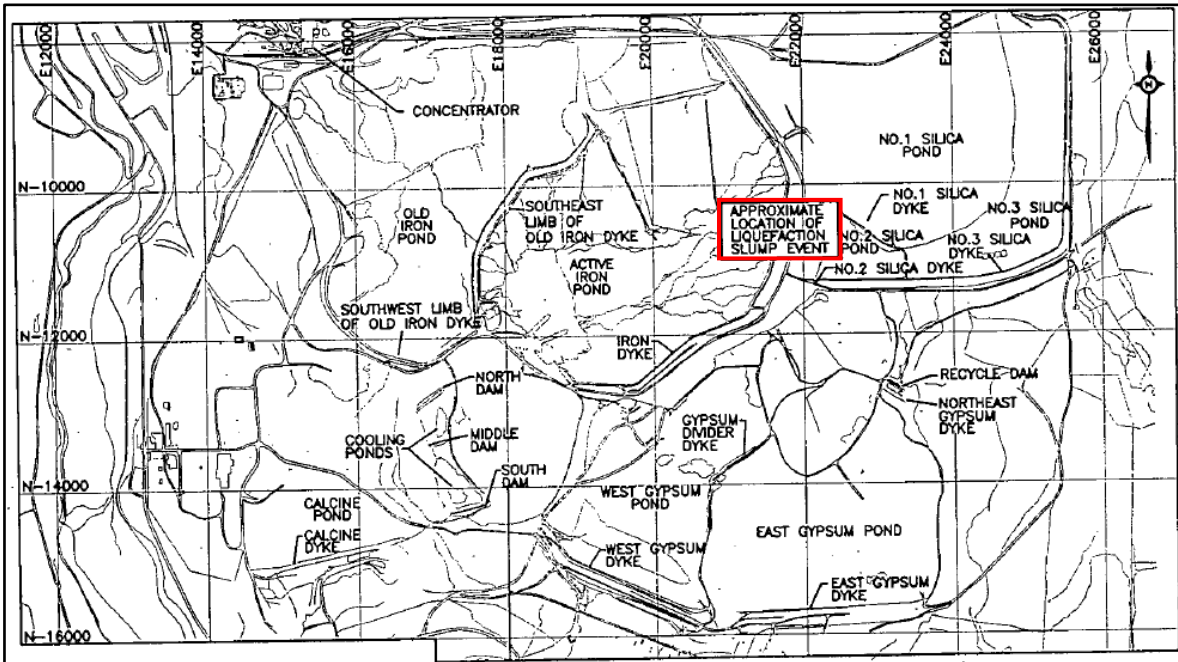 E12000
E14000
E16000
E18000
E20000
E22000
E24000
E26000
N
CONCENTRATOR
NO.1 SILICA
POND
N-10000
OLD
IRON
POND
SOUTHEAST
LIMB OF
OLD IRON DYKE
APPROXIMATE
LOCATION OF
LIQUEFACTION
SLUMP EVENT
NO.1 SILICA
DYKE
NO.3 SILICA
POND
NO.2 SILICA
POND
NO.3 SILICA
DYKE
NO.2 SILICA DYKE
ACTIVE
IRON
POND
SOUTHWEST LIMB
OF OLD IRON DYKE
N-12000
IRON
DYKE
NORTH
DAM
RECYCLE DAM
NORTHEAST
GYPSUM
DYKE
COOLING
PONDS
MIDDLE
DAM
GYPSUM
DIVIDER
DYKE
SOUTH
DAM
N-14000
CALCINE
POND
CALCINE
DYKE
WEST GYPSUM
POND
EAST GYPSUM POND
WEST GYPSUM
DYKE
EAST GYPSUM
DYKE
N-16000